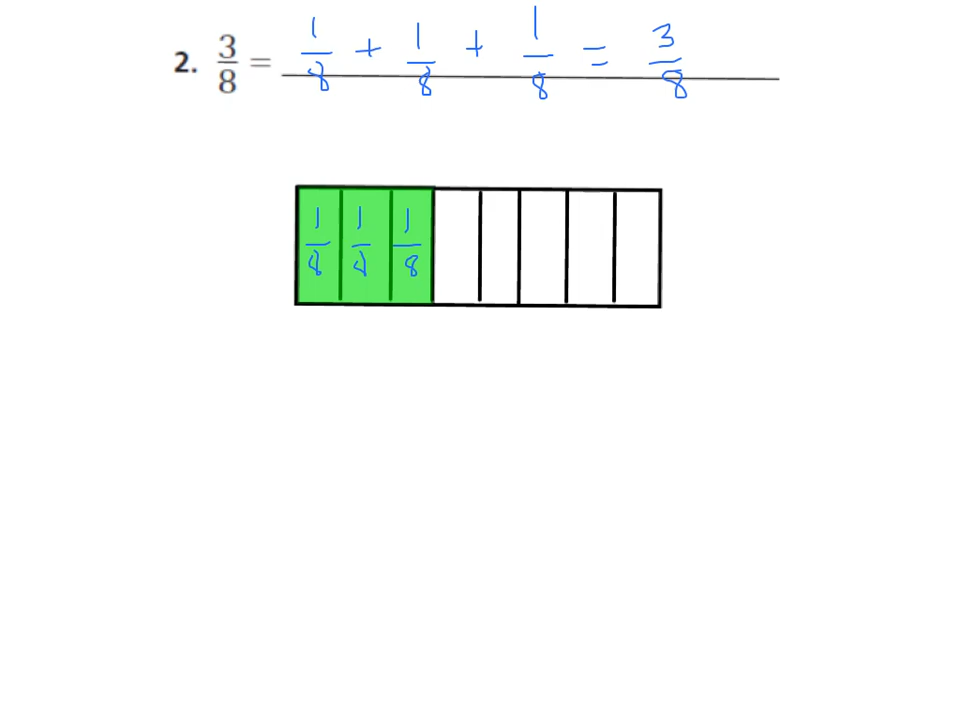 2. 3/8 = 1/8 + 1/8 + 1/8 = 3/8
1/8 1/8 1/8